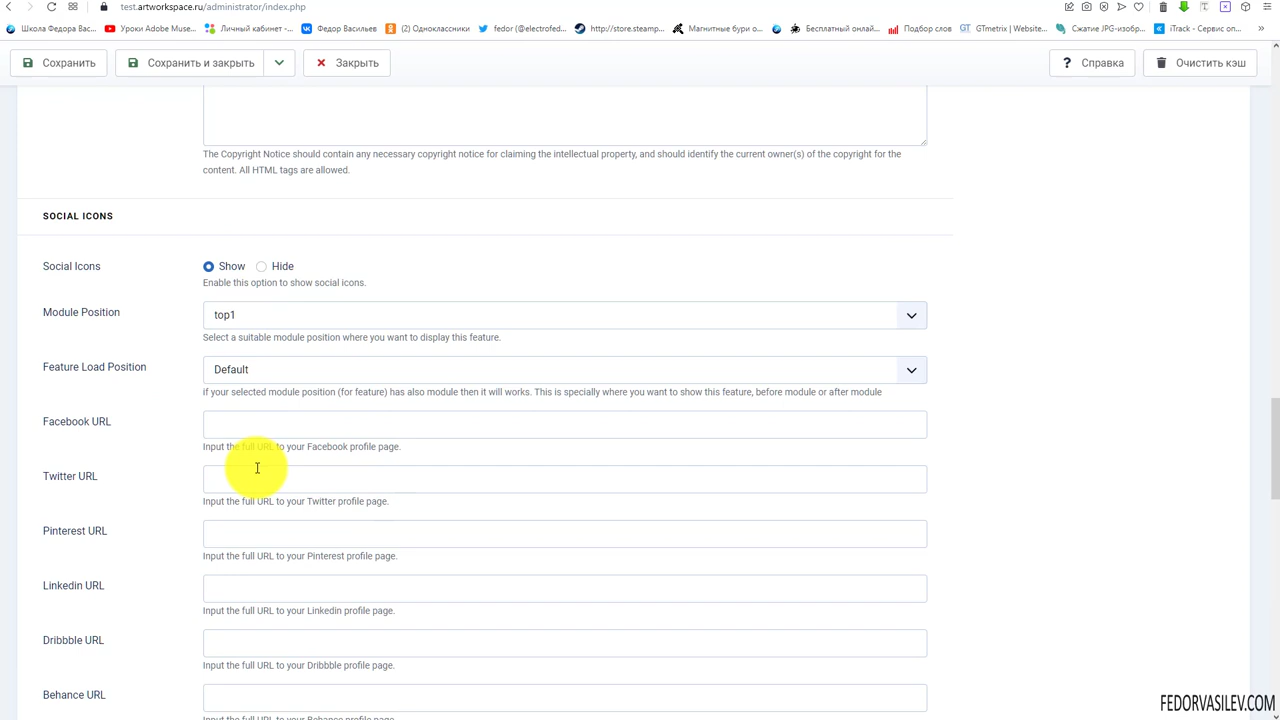 test.artworkspace.ru/administrator/index.php
Школа Федора Вас...
Уроки Adobe Muse...
Личный кабинет -...
Федор Васильев
(2) Одноклассники
fedor (@electrofed...
http://store.steamp...
Магнитные бури о...
Бесплатный онлай...
Подбор слов
GTmetrix | Website...
Сжатие JPG-изобр...
iTrack - Сервис оп...
Сохранить
Сохранить и закрыть
Закрыть
? Справка
Очистить кэш
The Copyright Notice should contain any necessary copyright notice for claiming the intellectual property, and should identify the current owner(s) of the copyright for the
content. All HTML tags are allowed.
SOCIAL ICONS
Social Icons
Show
Hide
Enable this option to show social icons.
Module Position
top1
Select a suitable module position where you want to display this feature.
Feature Load Position
Default
If your selected module position (for feature) has also module then it will works. This is specially where you want to show this feature, before module or after module
Facebook URL
Input the full URL to your Facebook profile page.
Twitter URL
Input the full URL to your Twitter profile page.
Pinterest URL
Input the full URL to your Pinterest profile page.
Linkedin URL
Input the full URL to your Linkedin profile page.
Dribbble URL
Input the full URL to your Dribbble profile page.
Behance URL
Input the full URL to your Behance profile page.
FEDORVASILEV.COM